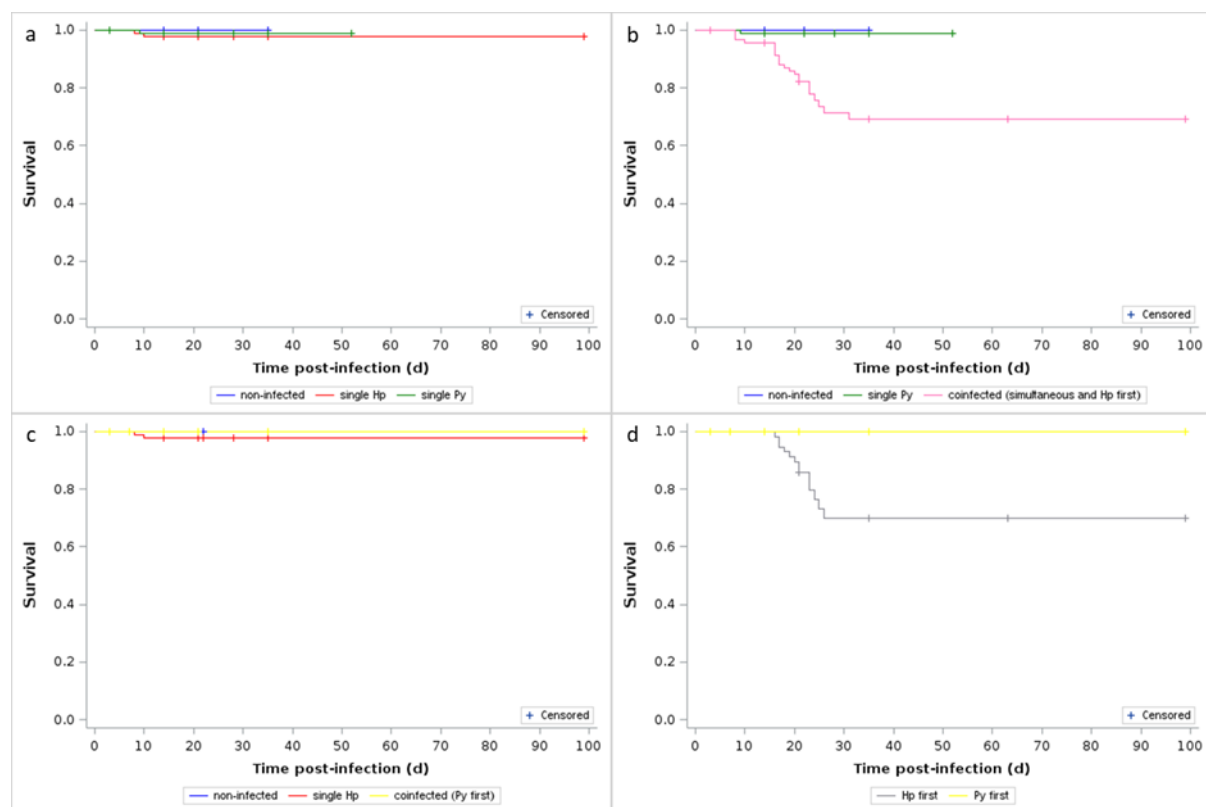 a
1.0
0.8
0.6
0.4
0.2
0.0
Survival
+ Censored
0 10 20 30 40 50 60 70 80 90 100
Time post-infection (d)
non-infected single Hp single Py
b
1.0
0.8
0.6
0.4
0.2
0.0
Survival
+ Censored
0 10 20 30 40 50 60 70 80 90 100
Time post-infection (d)
non-infected single Py coinfected (simultaneous and Hp first)
c
1.0
0.8
0.6
0.4
0.2
0.0
Survival
+ Censored
0 10 20 30 40 50 60 70 80 90 100
Time post-infection (d)
non-infected single Hp coinfected (Py first)
d
1.0
0.8
0.6
0.4
0.2
0.0
Survival
+ Censored
0 10 20 30 40 50 60 70 80 90 100
Time post-infection (d)
Hp first Py first